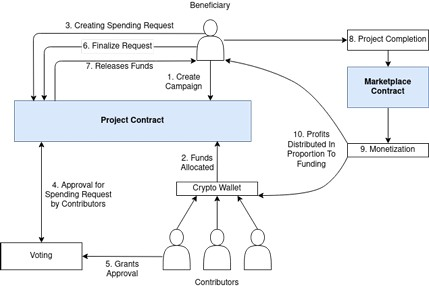 Beneficiary
3. Creating Spending Request
6. Finalize Request
7. Releases Funds
8. Project Completion
1. Create
Campaign
Marketplace
Contract
Project Contract
10. Profits
Distributed In
Proportion To
Funding
9. Monetization
2. Funds
Allocated
4. Approval for
Spending Request
by Contributors
Crypto Wallet
Voting
5. Grants
Approval
Contributors